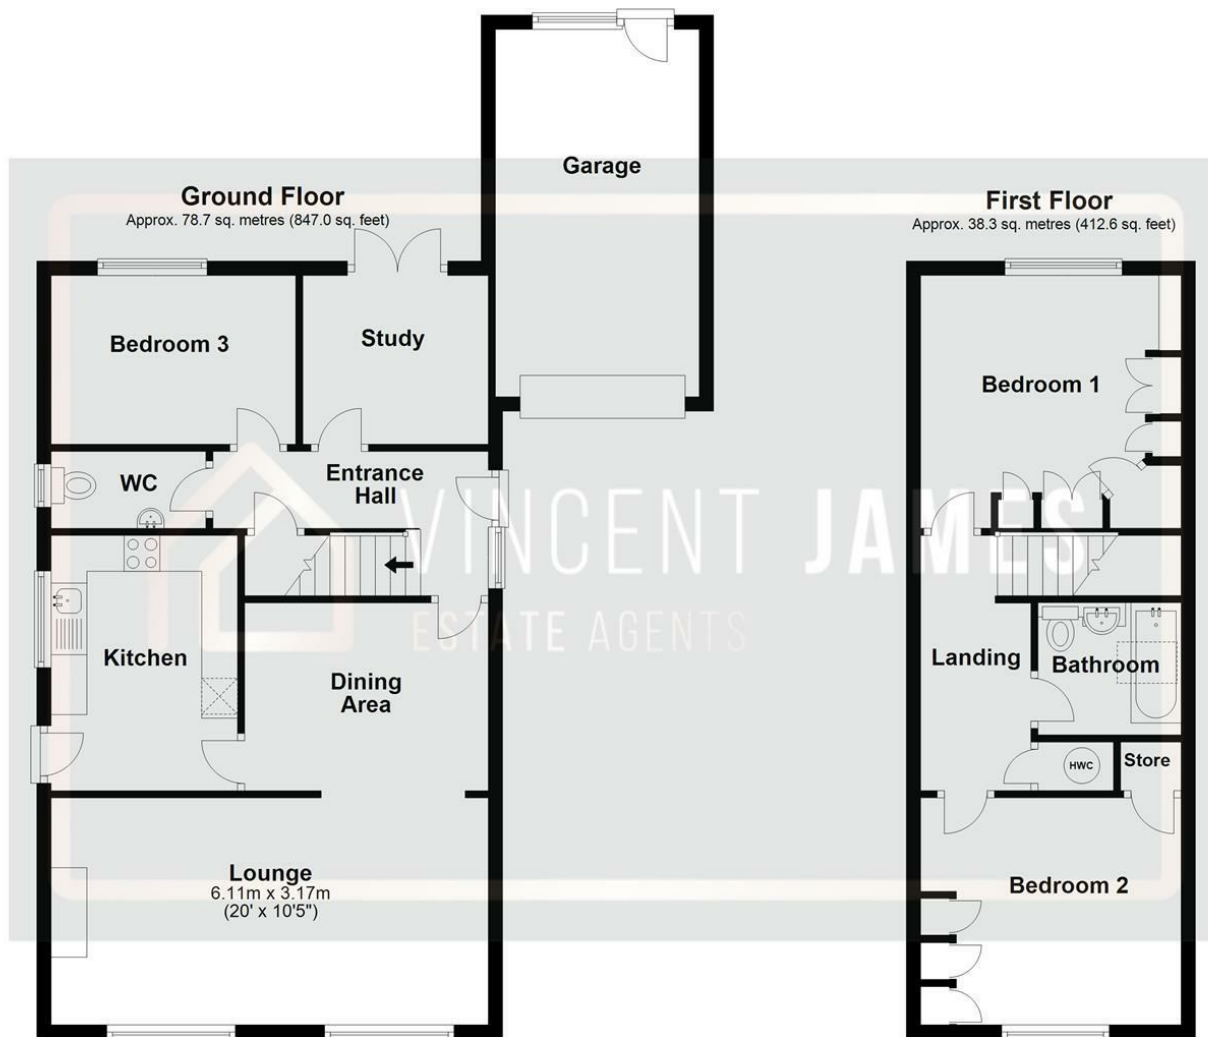 Garage
Ground Floor
Approx. 78.7 sq. metres (847.0 sq. feet)
First Floor
Approx. 38.3 sq. metres (412.6 sq. feet)
Bedroom 3
Study
Bedroom 1
WC
Entrance
Hall
VINCENT JAMES
ESTATE AGENTS
Kitchen
Dining
Area
Landing
Bathroom
HWC
Store
Lounge
6.11m x 3.17m
(20' x 10'5")
Bedroom 2